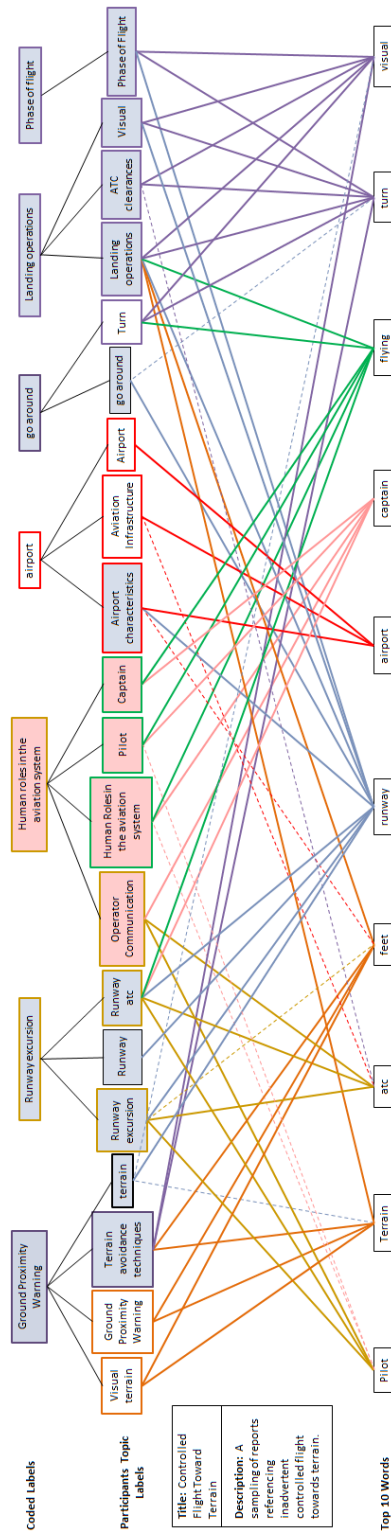 Coded Labels
Ground Proximity
Warning
Runway excursion
Human roles in the
aviation system
airport
go around
Landing operations
Phase of flight
Participants Topic
Labels
Visual
terrain
Ground
Proximity
Warning
Terrain
avoidance
techniques
terrain
Runway
excursion
Runway
Runway
atc
Operator
Communication
Human Roles in
the aviation
system
Pilot
Captain
Airport
characteristics
Aviation
Infrastructure
Airport
go around
Turn
Landing
operations
ATC
clearances
Visual
Phase of Flight
Title: Controlled
Flight Toward
Terrain
Description: A
sampling of reports
referencing
inadvertent
controlled flight
towards terrain.
Top 10 Words
Pilot
Terrain
atc
feet
runway
airport
captain
flying
turn
visual